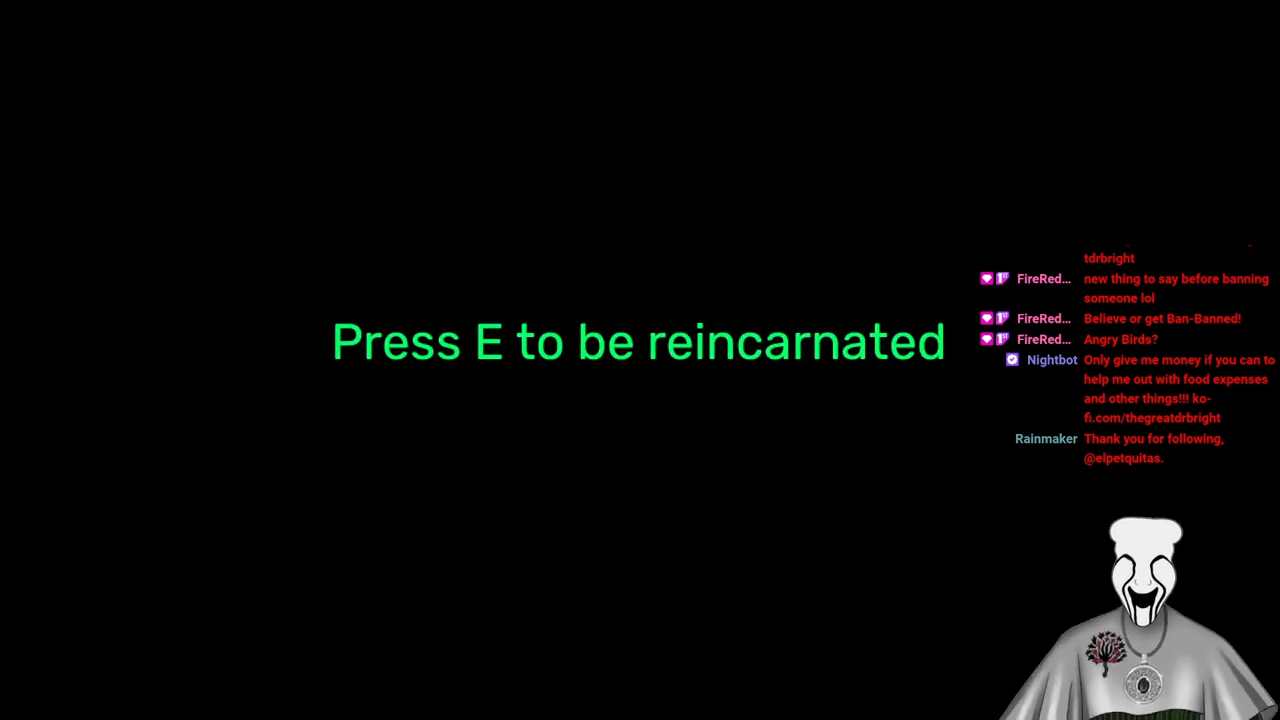 Press E to be reincarnated
tdrbright
FireRed… new thing to say before banning
someone lol
FireRed… Believe or get Ban-Banned!
FireRed… Angry Birds?
Nightbot Only give me money if you can to
help me out with food expenses
and other things!!! ko-
fi.com/thegreatdrbright
Rainmaker Thank you for following,
@elpetquitas.